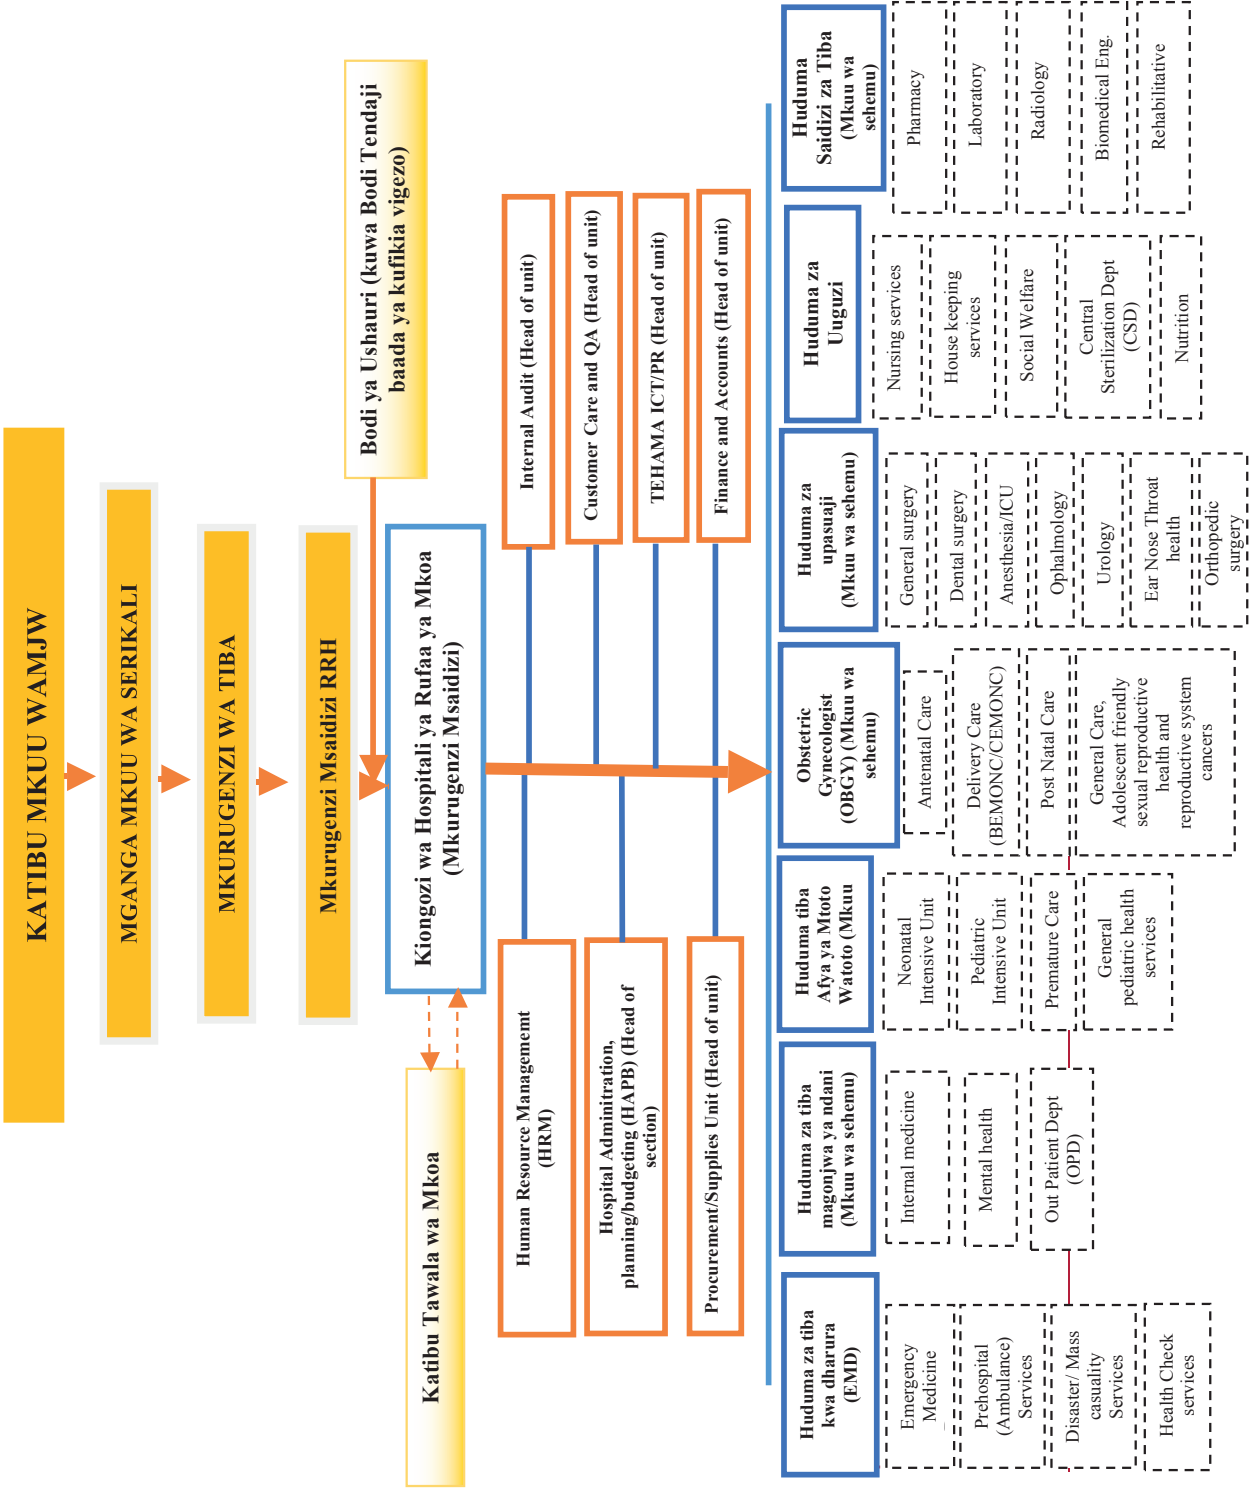 KATIBU MKUU WAMJW
MGANGA MKUU WA SERIKALI
MKURUGENZI WA TIBA
Mkurugenzi Msaidizi RRH
Bodi ya Ushauri (kuwa Bodi Tendaji
baada ya kufikia vigezo)
Kiongozi wa Hospitali ya Rufaa ya Mkoa
(Mkurugenzi Msaidizi)
Katibu Tawala wa Mkoa
Human Resource Managememt
(HRM)
Hospital Adminitration,
planning/budgeting (HAPB) (Head of
section)
Procurement/Supplies Unit (Head of unit)
Internal Audit (Head of unit)
Customer Care and QA (Head of unit)
TEHAMA ICT/PR (Head of unit)
Finance and Accounts (Head of unit)
Huduma za tiba
kwa dharura
(EMD)
Emergency
Medicine
Prehospital
(Ambulance)
Services
Disaster/ Mass
casuality
Services
Health Check
services
Huduma za tiba
magonjwa ya ndani
(Mkuu wa sehemu)
Internal medicine
Mental health
Out Patient Dept
(OPD)
Huduma tiba
Afya ya Mtoto
Watoto (Mkuu
Neonatal
Intensive Unit
Pediatric
Intensive Unit
Premature Care
General
pediatric health
services
Obstetric
Gynecologist
(OBGY) (Mkuu wa
sehemu)
Antenatal Care
Delivery Care
(BEMONC/CEMONC)
Post Natal Care
General Care,
Adolescent friendly
sexual reproductive
health and
reproductive system
cancers
Huduma za
upasuaji
(Mkuu wa sehemu)
General surgery
Dental surgery
Anesthesia/ICU
Ophalmology
Urology
Ear Nose Throat
health
Orthopedic
surgery
Huduma za
Uuguzi
Nursing services
House keeping
services
Social Welfare
Central
Sterilization Dept
(CSD)
Nutrition
Huduma
Saidizi za Tiba
(Mkuu wa
sehemu)
Pharmacy
Laboratory
Radiology
Biomedical Eng.
Rehabilitative